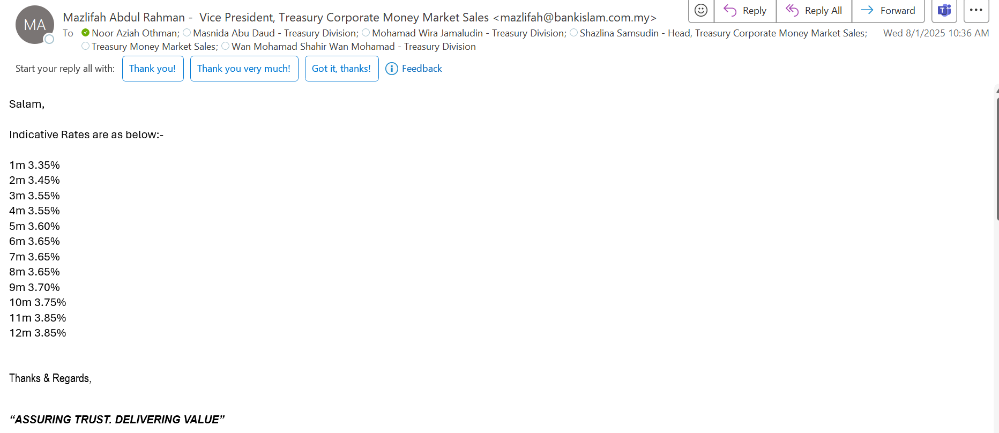 MA
Mazlifah Abdul Rahman - Vice President, Treasury Corporate Money Market Sales <mazlifah@bankislam.com.my>
Reply
Reply All
Forward
To Noor Aziah Othman; Masnida Abu Daud - Treasury Division; Mohamad Wira Jamaludin - Treasury Division; Shazlina Samsudin - Head, Treasury Corporate Money Market Sales;
Wed 8/1/2025 10:36 AM
Treasury Money Market Sales; Wan Mohamad Shahir Wan Mohamad - Treasury Division
Start your reply all with: Thank you! Thank you very much! Got it, thanks! Feedback
Salam,
Indicative Rates are as below:-
1m 3.35%
2m 3.45%
3m 3.55%
4m 3.55%
5m 3.60%
6m 3.65%
7m 3.65%
8m 3.65%
9m 3.70%
10m 3.75%
11m 3.85%
12m 3.85%
Thanks & Regards,
“ASSURING TRUST. DELIVERING VALUE”